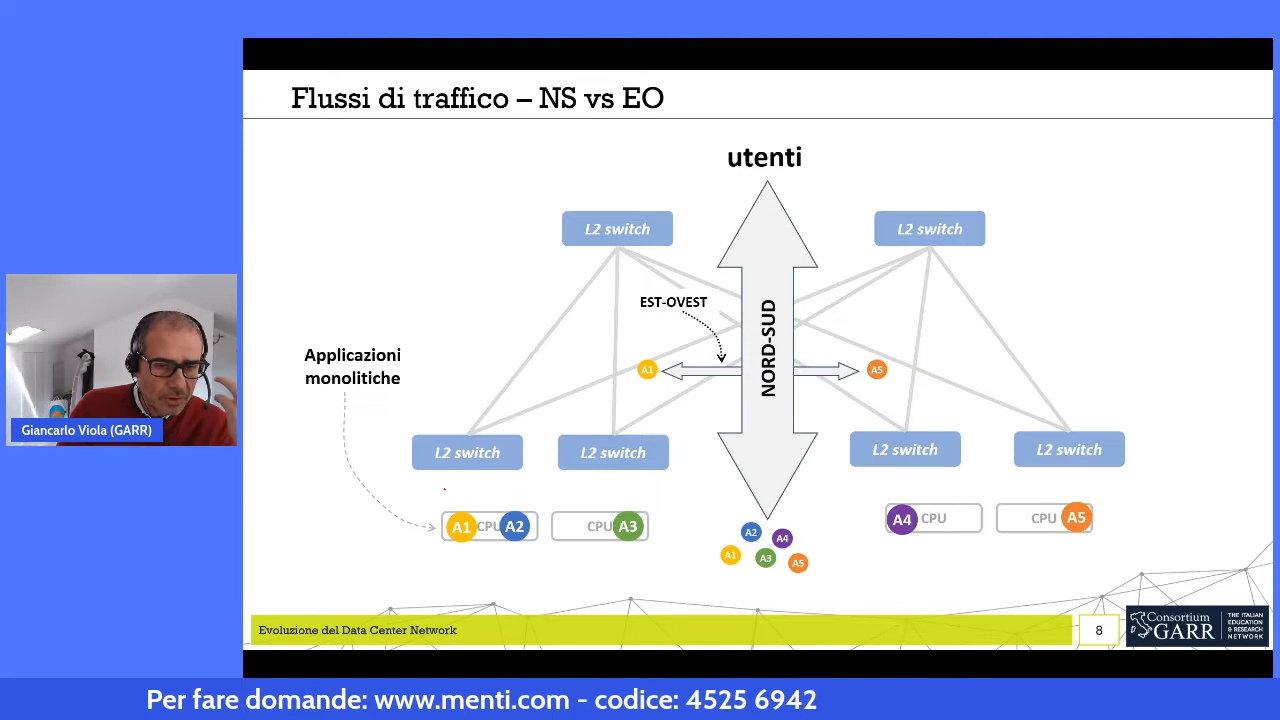 Flussi di traffico – NS vs EO
utenti
L2 switch
L2 switch
EST-OVEST
NORD-SUD
Applicazioni
monolitiche
A1
A5
Giancarlo Viola (GARR)
L2 switch
L2 switch
L2 switch
L2 switch
A1 CPU A2
CPU A3
A4 CPU
CPU A5
A2
A4
A1
A3
A5
Evoluzione del Data Center Network
8
Consortium
GARR
THE ITALIAN
EDUCATION
& RESEARCH
NETWORK
Per fare domande: www.menti.com - codice: 4525 6942